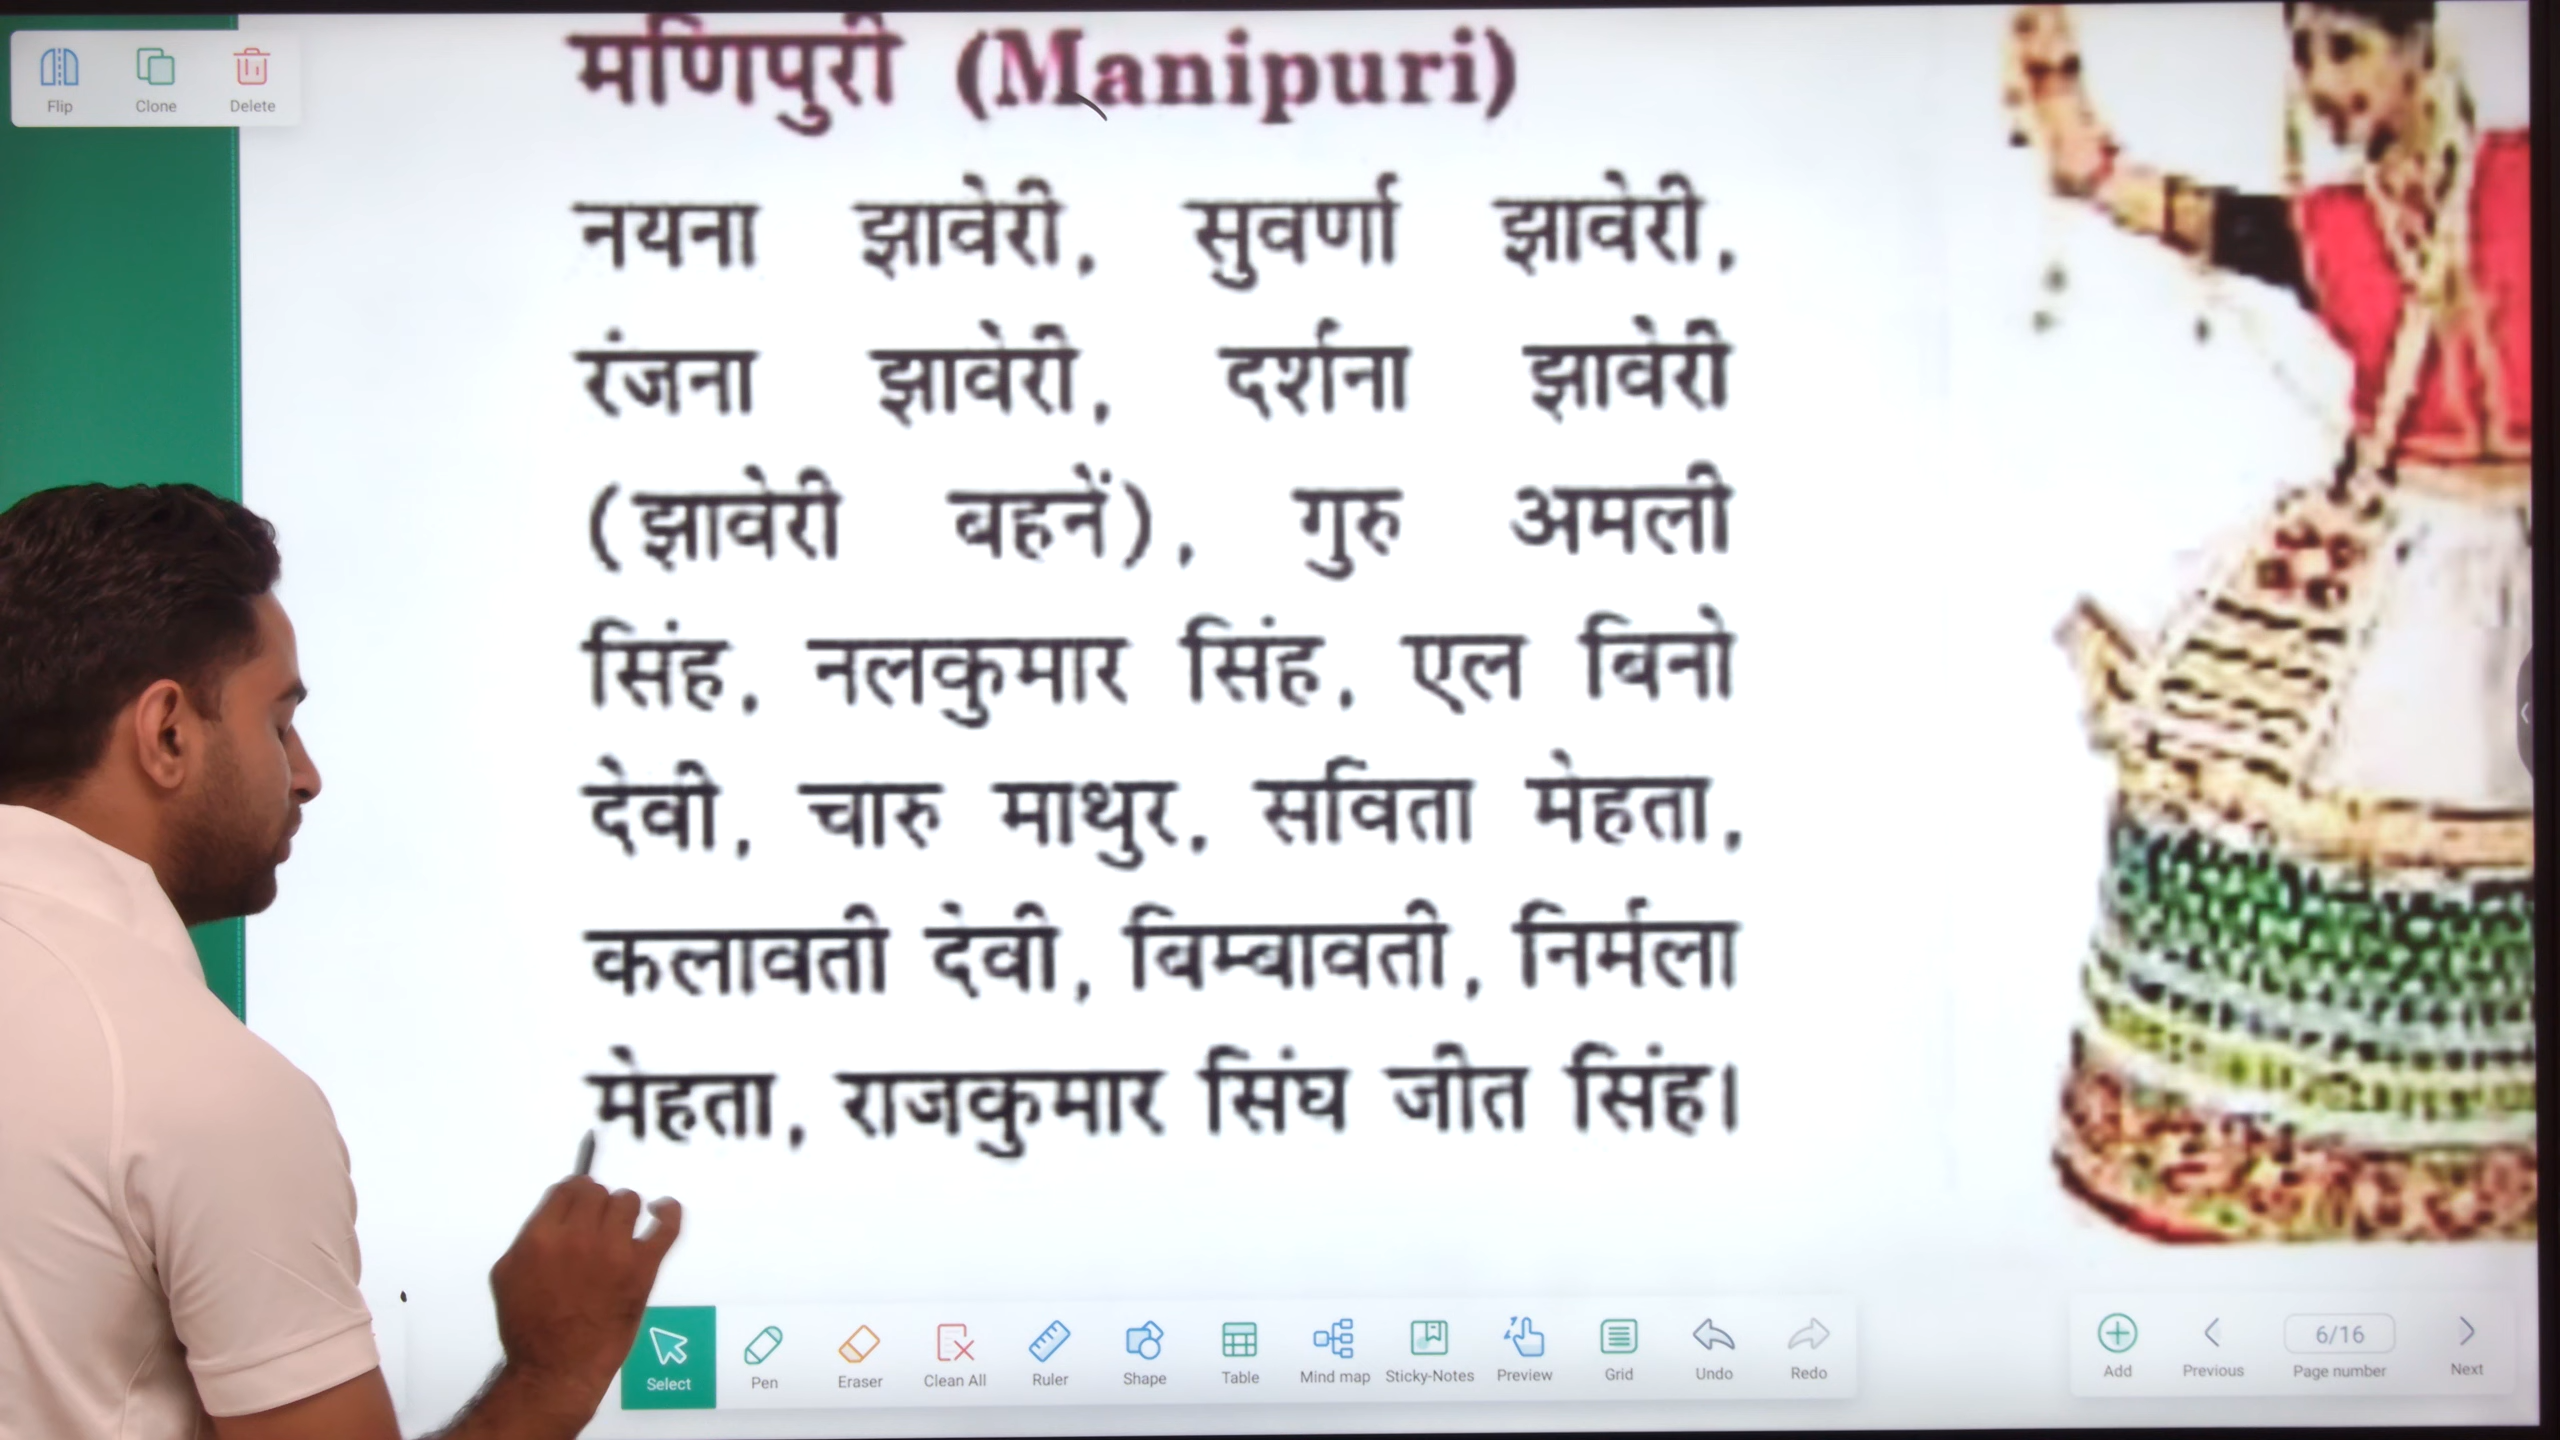 Flip Clone Delete
मणिपुरी (Manipuri)
नयना झावेरी, सुवर्णा झावेरी,
रंजना झावेरी, दर्शना झावेरी
(झावेरी बहनें), गुरु अमली
सिंह, नलकुमार सिंह, एल बिनो
देवी, चारु माथुर, सविता मेहता,
कलावती देवी, बिम्बावती, निर्मला
मेहता, राजकुमार सिंघ जीत सिंह।
Select Pen Eraser Clean All Ruler Shape Table Mind map Sticky-Notes Preview Grid Undo Redo
6/16
Add Previous Page number Next